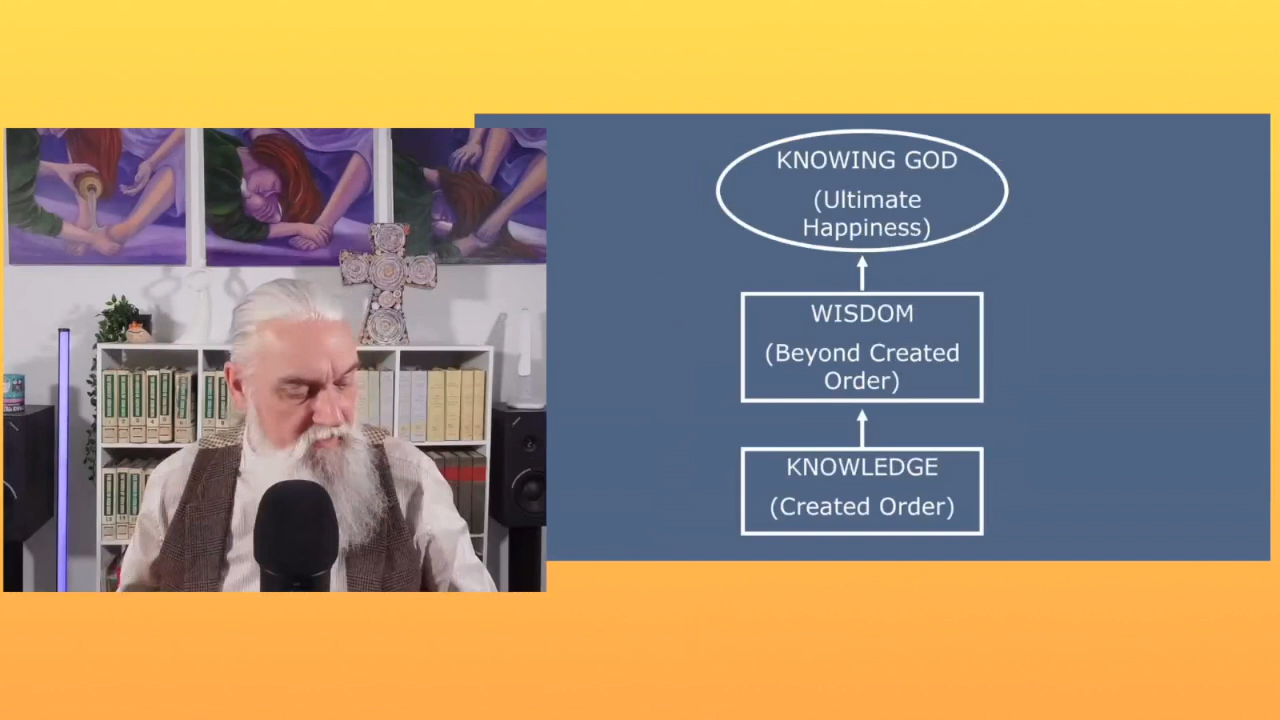 KNOWING GOD
(Ultimate
Happiness)
WISDOM
(Beyond Created
Order)
KNOWLEDGE
(Created Order)